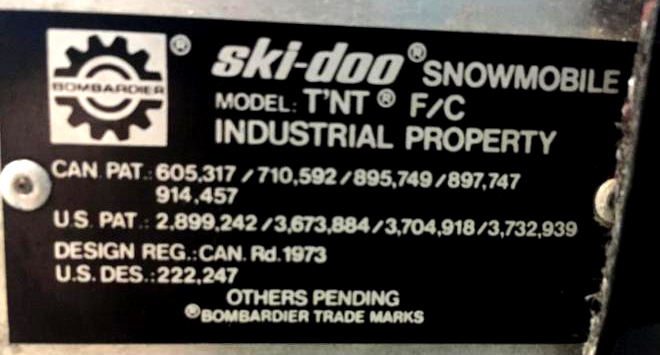 BOMBARDIER ®
ski-doo® SNOWMOBILE
MODEL: T'NT® F/C
INDUSTRIAL PROPERTY
CAN. PAT.: 605,317 / 710,592 / 895,749 / 897,747
914,457
U.S. PAT.: 2,899,242 / 3,673,884 / 3,704,918 / 3,732,939
DESIGN REG.: CAN. Rd. 1973
U.S. DES.: 222,247
OTHERS PENDING
®BOMBARDIER TRADE MARKS